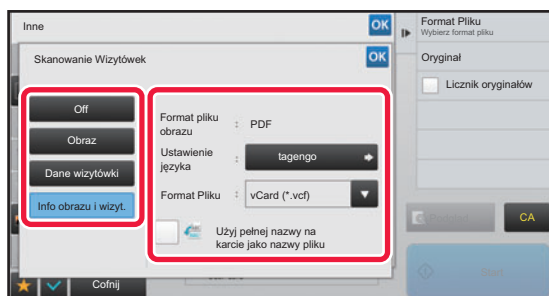 Inne
OK
Format Pliku
Wybierz format pliku
Skanowanie Wizytówek
OK
Oryginał
Licznik oryginałów
Off
Obraz
Dane wizytówki
Info obrazu i wizyt.
Format pliku
obrazu
:
PDF
Ustawienie
języka
:
tagengo
Format Pliku
:
vCard (*.vcf)
Użyj pełnej nazwy na
karcie jako nazwy pliku
CA
Start
Cofnij